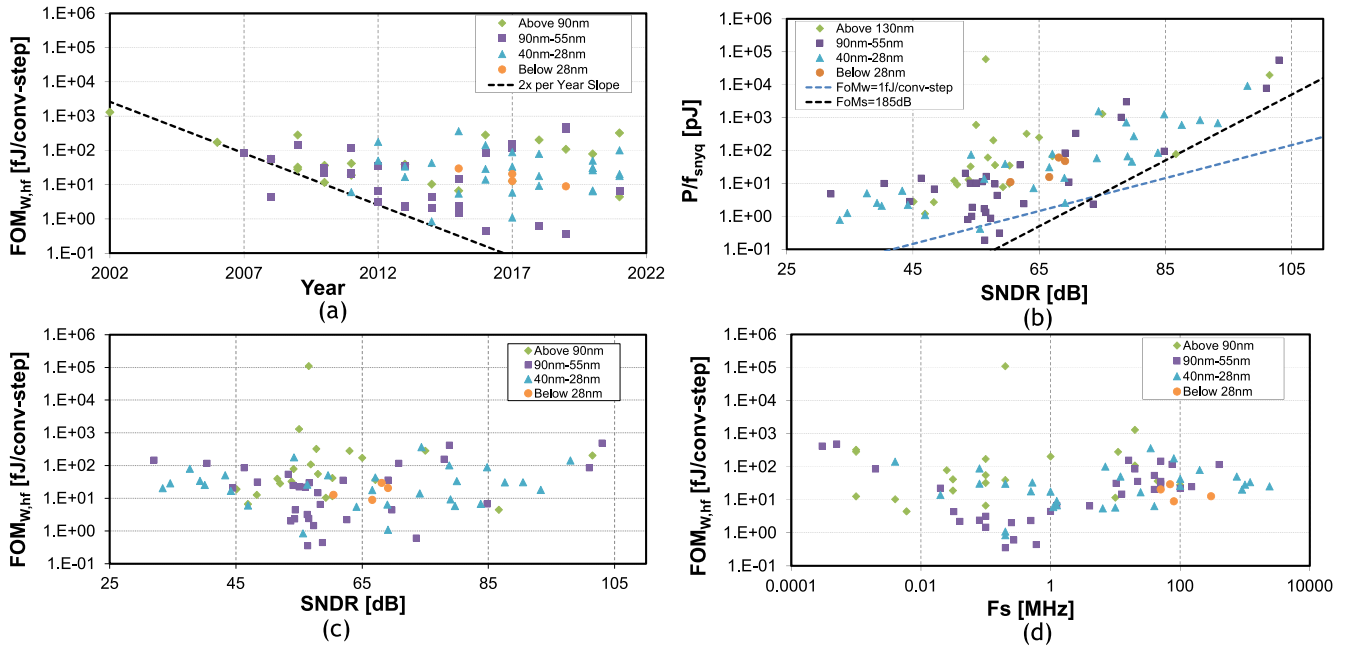 1.E+06
1.E+05
1.E+04
1.E+03
1.E+02
1.E+01
1.E+00
1.E-01
FOM_W,hf [fJ/conv-step]
Above 90nm
90nm-55nm
40nm-28nm
Below 28nm
2x per Year Slope
2002
2007
2012
2017
2022
Year
(a)
1.E+06
1.E+05
1.E+04
1.E+03
1.E+02
1.E+01
1.E+00
1.E-01
P/f_smyq [pJ]
Above 130nm
90nm-55nm
40nm-28nm
Below 28nm
FoMw=1fJ/conv-step
FoMs=185dB
25
45
65
85
105
SNDR [dB]
(b)
1.E+06
1.E+05
1.E+04
1.E+03
1.E+02
1.E+01
1.E+00
1.E-01
FOM_W,hf [fJ/conv-step]
Above 90nm
90nm-55nm
40nm-28nm
Below 28nm
25
45
65
85
105
SNDR [dB]
(c)
1.E+06
1.E+05
1.E+04
1.E+03
1.E+02
1.E+01
1.E+00
1.E-01
FOM_W,hf [fJ/conv-step]
Above 90nm
90nm-55nm
40nm-28nm
Below 28nm
0.0001
0.01
1
100
10000
Fs [MHz]
(d)